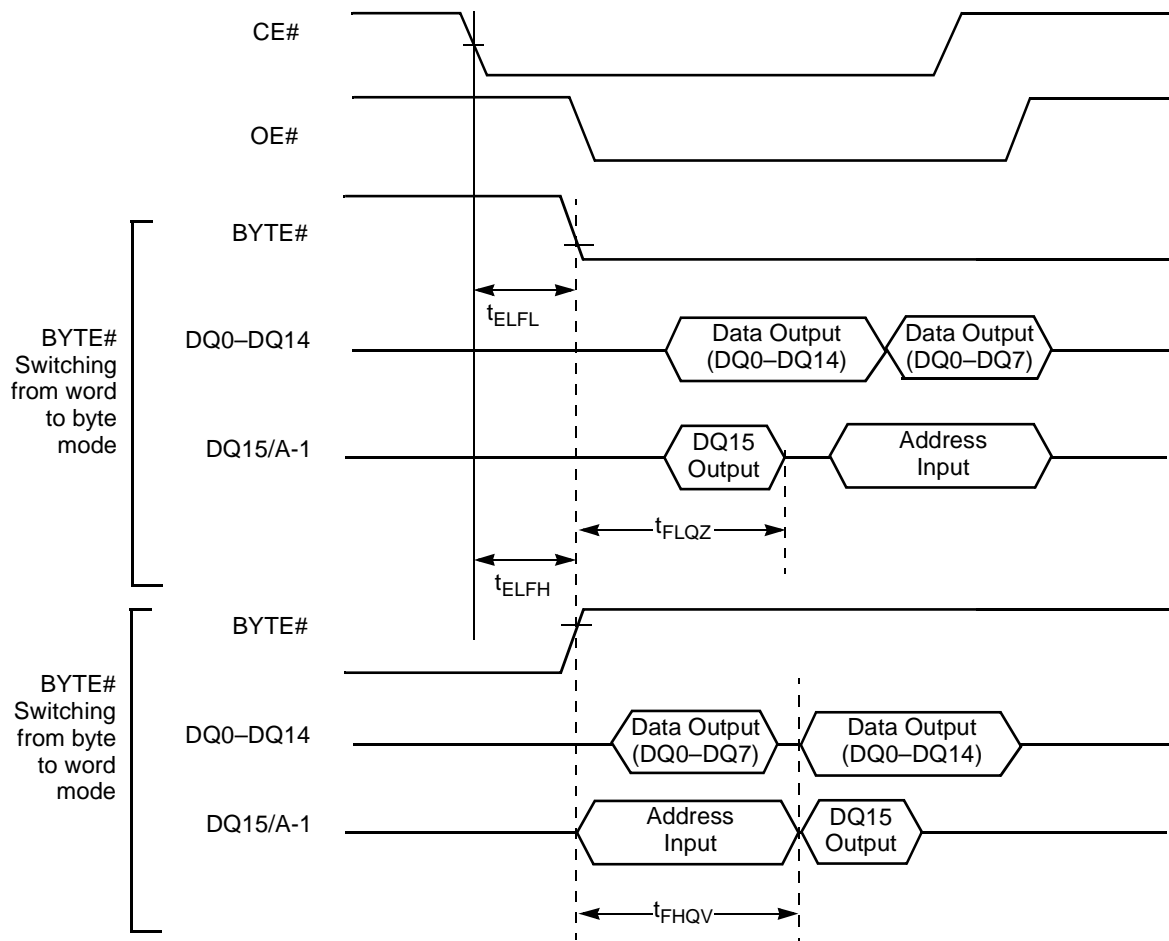 CE#
OE#
BYTE#
BYTE#
Switching
from word
to byte
mode
tELFL
DQ0–DQ14
Data Output
(DQ0–DQ14)
Data Output
(DQ0–DQ7)
DQ15/A-1
DQ15
Output
Address
Input
tFLQZ
tELFH
BYTE#
BYTE#
Switching
from byte
to word
mode
DQ0–DQ14
Data Output
(DQ0–DQ7)
Data Output
(DQ0–DQ14)
DQ15/A-1
Address
Input
DQ15
Output
tFHQV